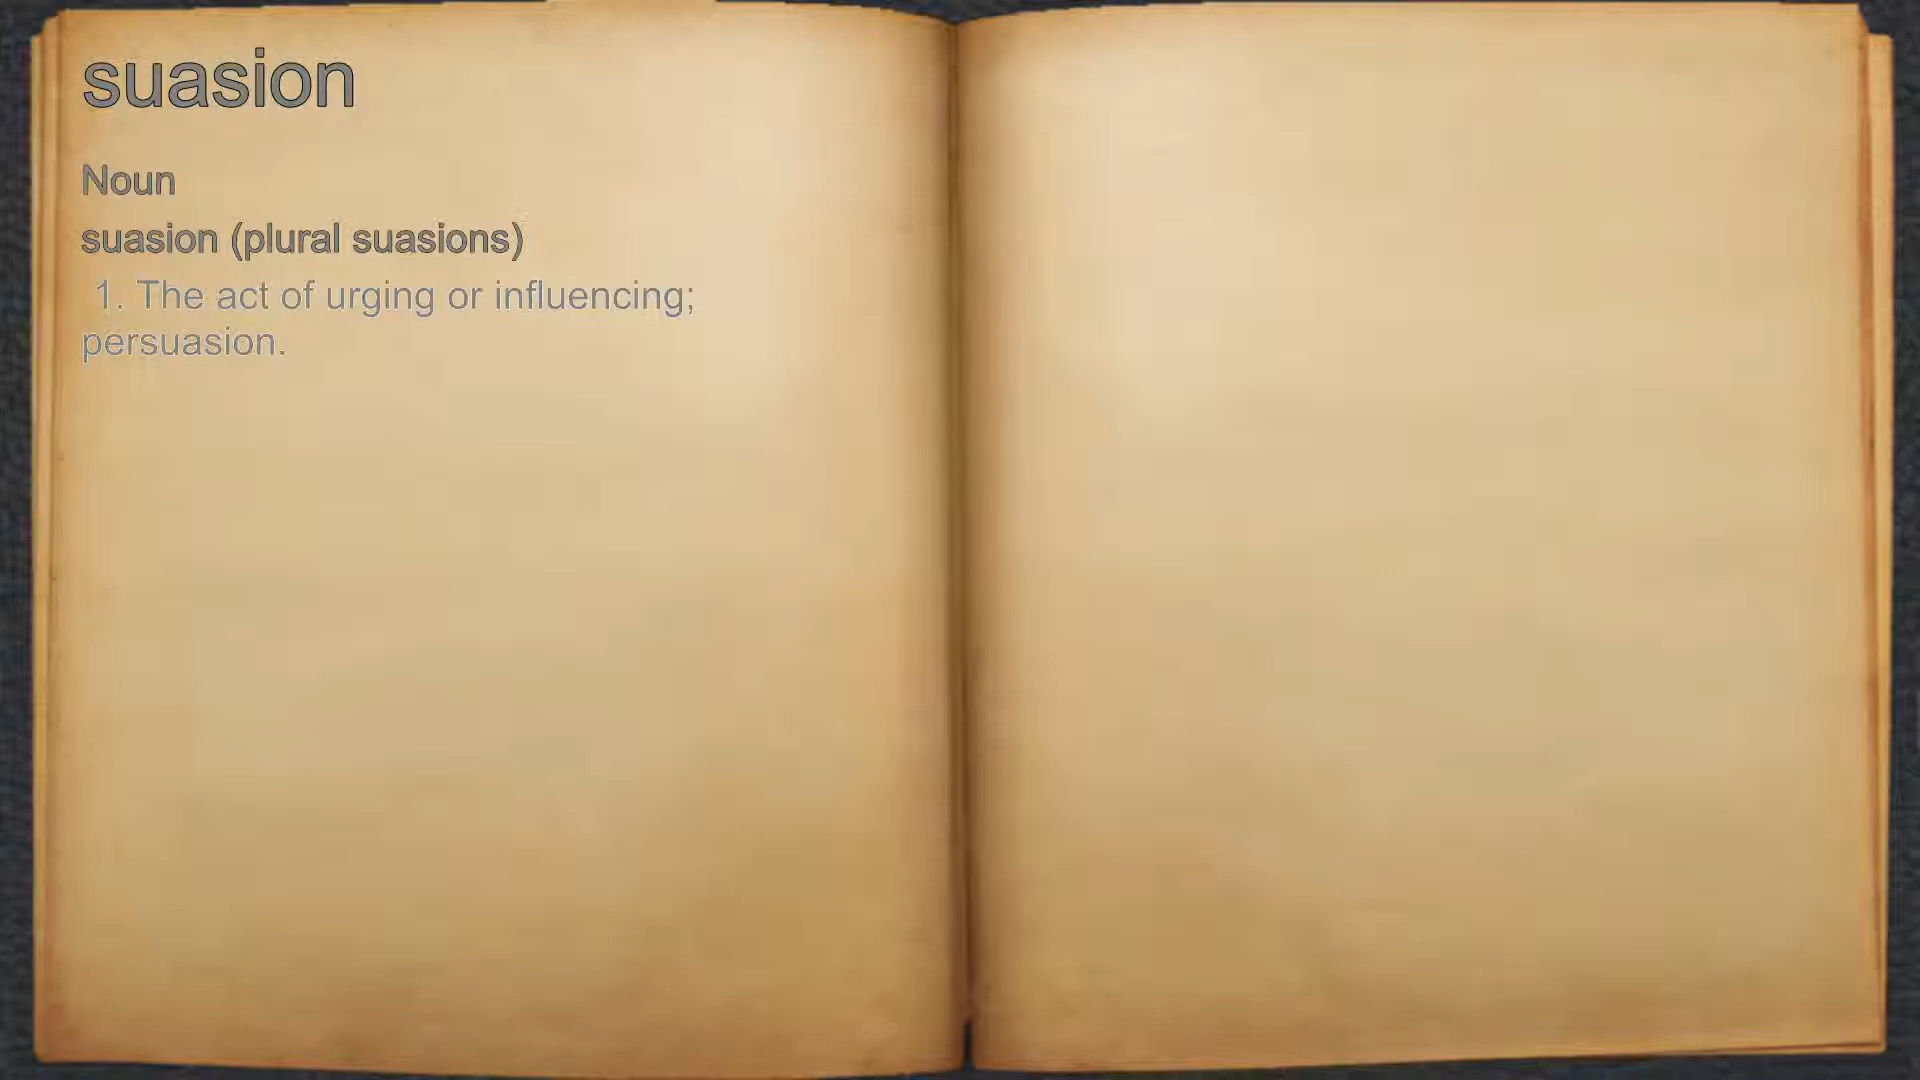 suasion
Noun
suasion (plural suasions)
1. The act of urging or influencing;
persuasion.